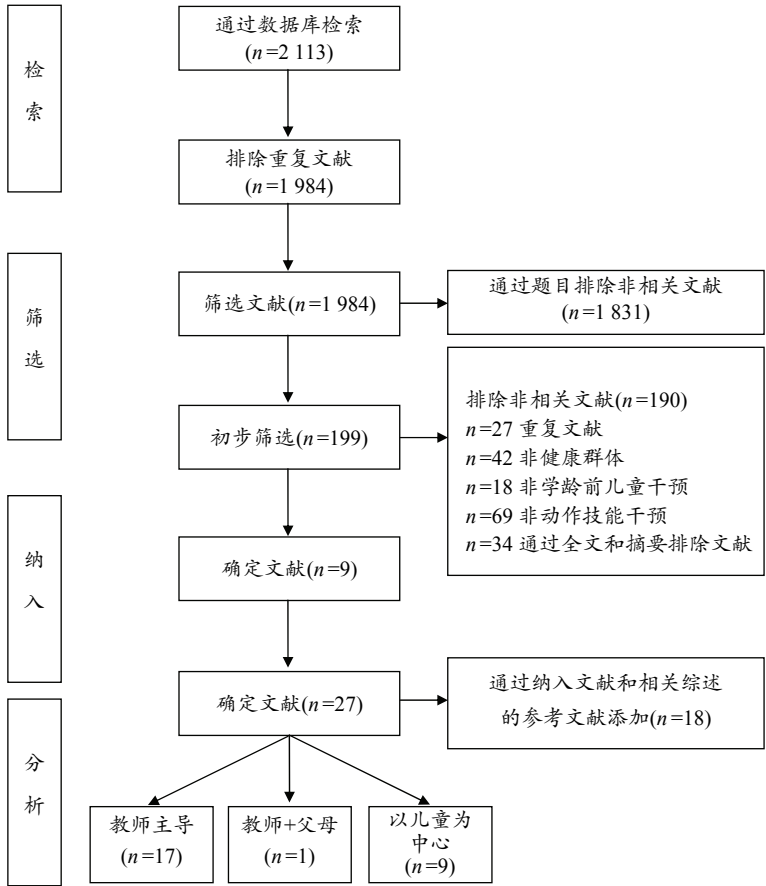 检
索
通过数据库检索
(n=2 113)
排除重复文献
(n=1 984)
筛
选
筛选文献(n=1 984)
通过题目排除非相关文献
(n=1 831)
初步筛选(n=199)
排除非相关文献(n=190)
n=27 重复文献
n=42 非健康群体
n=18 非学龄前儿童干预
n=69 非动作技能干预
n=34 通过全文和摘要排除文献
纳
入
确定文献(n=9)
确定文献(n=27)
通过纳入文献和相关综述
的参考文献添加(n=18)
分
析
教师主导
(n=17)
教师+父母
(n=1)
以儿童为
中心
(n=9)